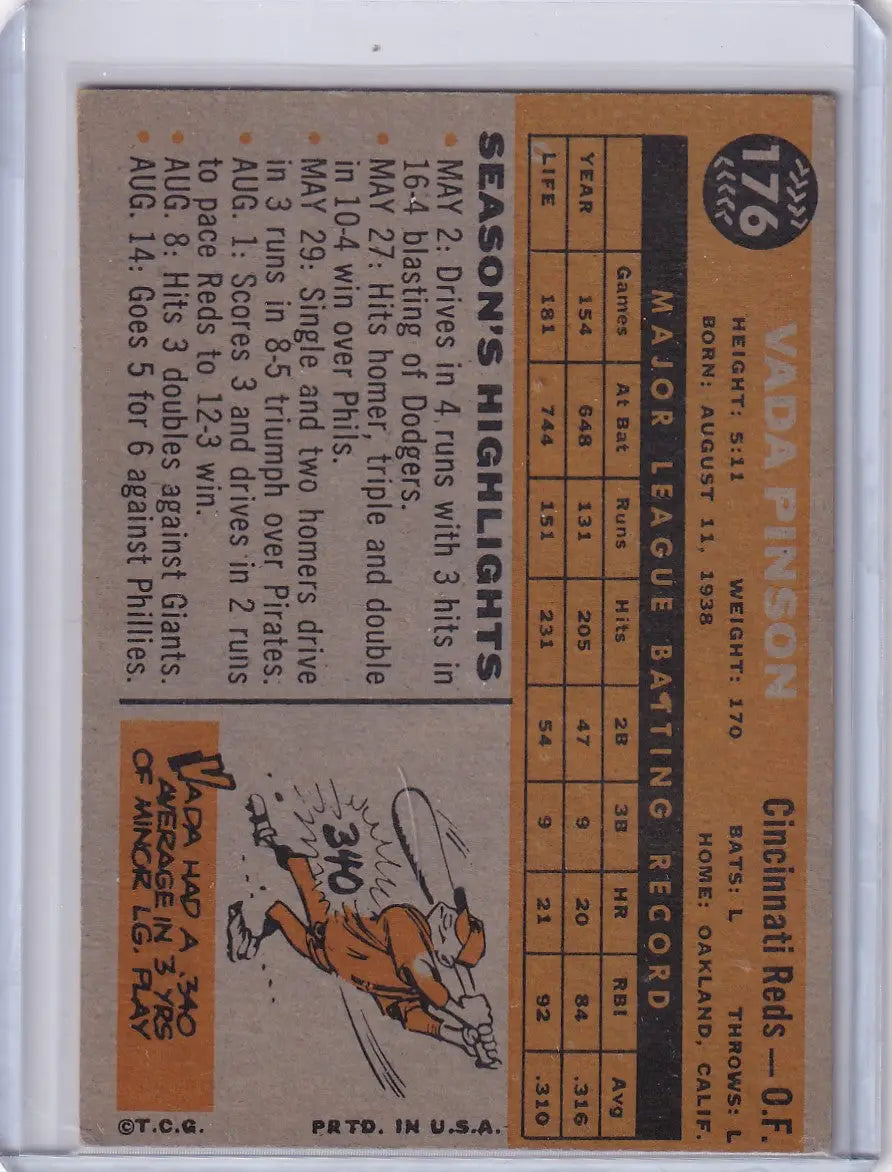 176
VADA PINSON
Cincinnati Reds — O.F.
HEIGHT: 5:11 WEIGHT: 170 BATS: L THROWS: L
BORN: AUGUST 11, 1938 HOME: OAKLAND, CALIF.
MAJOR LEAGUE BATTING RECORD
Games At Bat Runs Hits 2B 3B HR RBI Avg
YEAR 154 648 131 205 47 9 20 84 .316
LIFE 181 744 151 231 54 9 21 92 .310
SEASON'S HIGHLIGHTS
• MAY 2: Drives in 4 runs with 3 hits in
16-4 blasting of Dodgers.
• MAY 27: Hits homer, triple and double
in 10-4 win over Phils.
• MAY 29: Single and two homers drive
in 3 runs in 8-5 triumph over Pirates.
• AUG. 1: Scores 3 and drives in 2 runs
to pace Reds to 12-3 win.
• AUG. 8: Hits 3 doubles against Giants.
• AUG. 14: Goes 5 for 6 against Phillies.
340
VADA HAD A .340
AVERAGE IN 3 YRS
OF MINOR LG. PLAY
©T.C.G. PRTD. IN U.S.A.